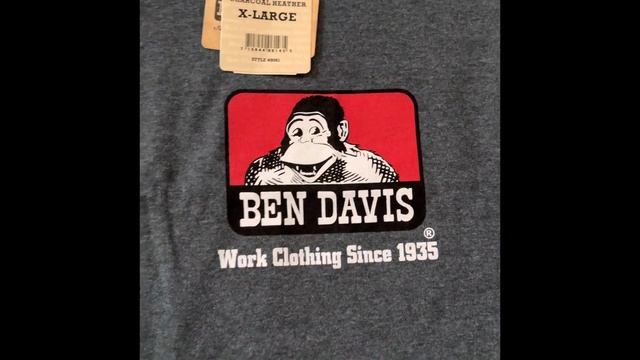 CHARCOAL HEATHER
X-LARGE
BEN DAVIS
®
Work Clothing Since 1935